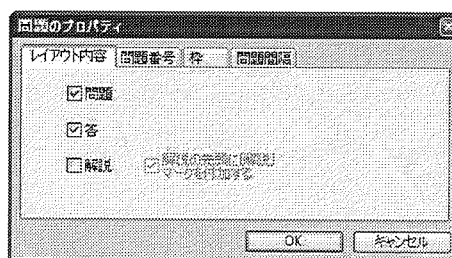 問題のプロパティ
レイアウト内容 問題番号 枠 問題間隔
問題
答
解説 解説の先頭に[解説]
マークを付加する
OK キャンセル